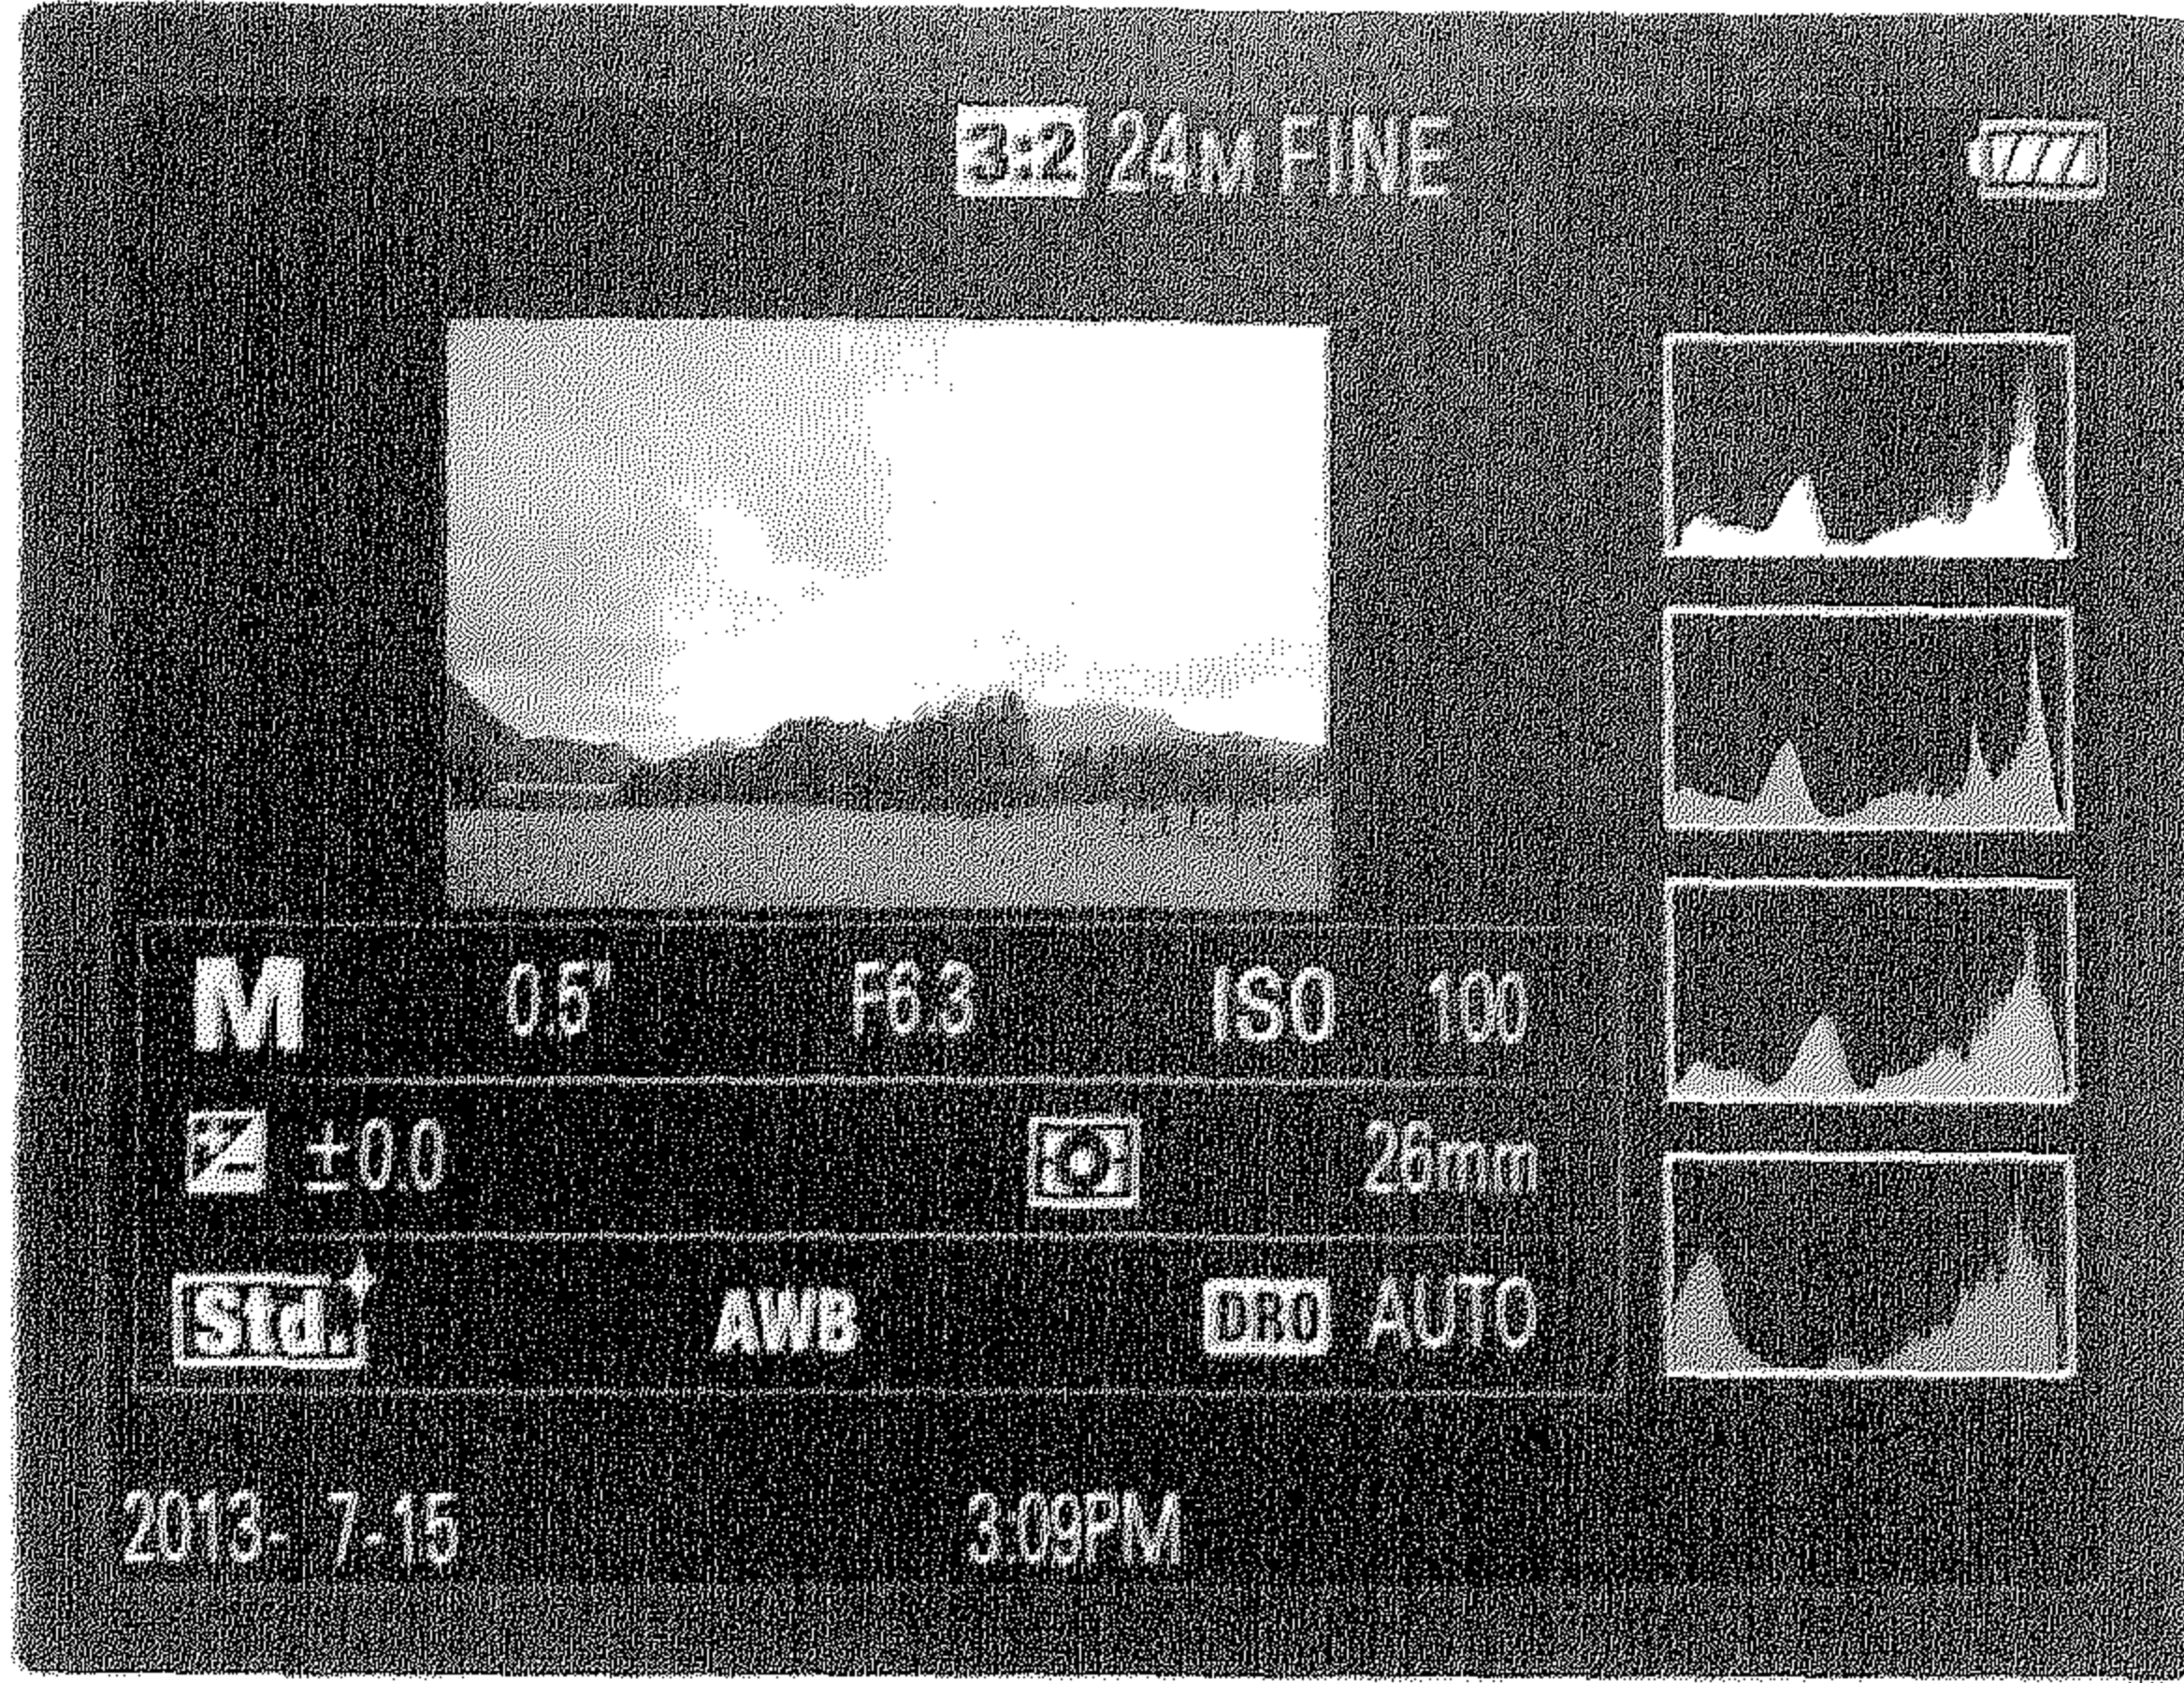 3:2 24M FINE
M 0.5" F6.3 ISO 100
±0.0 26mm
Std. AWB DRO AUTO
2013- 7-15 3:09PM